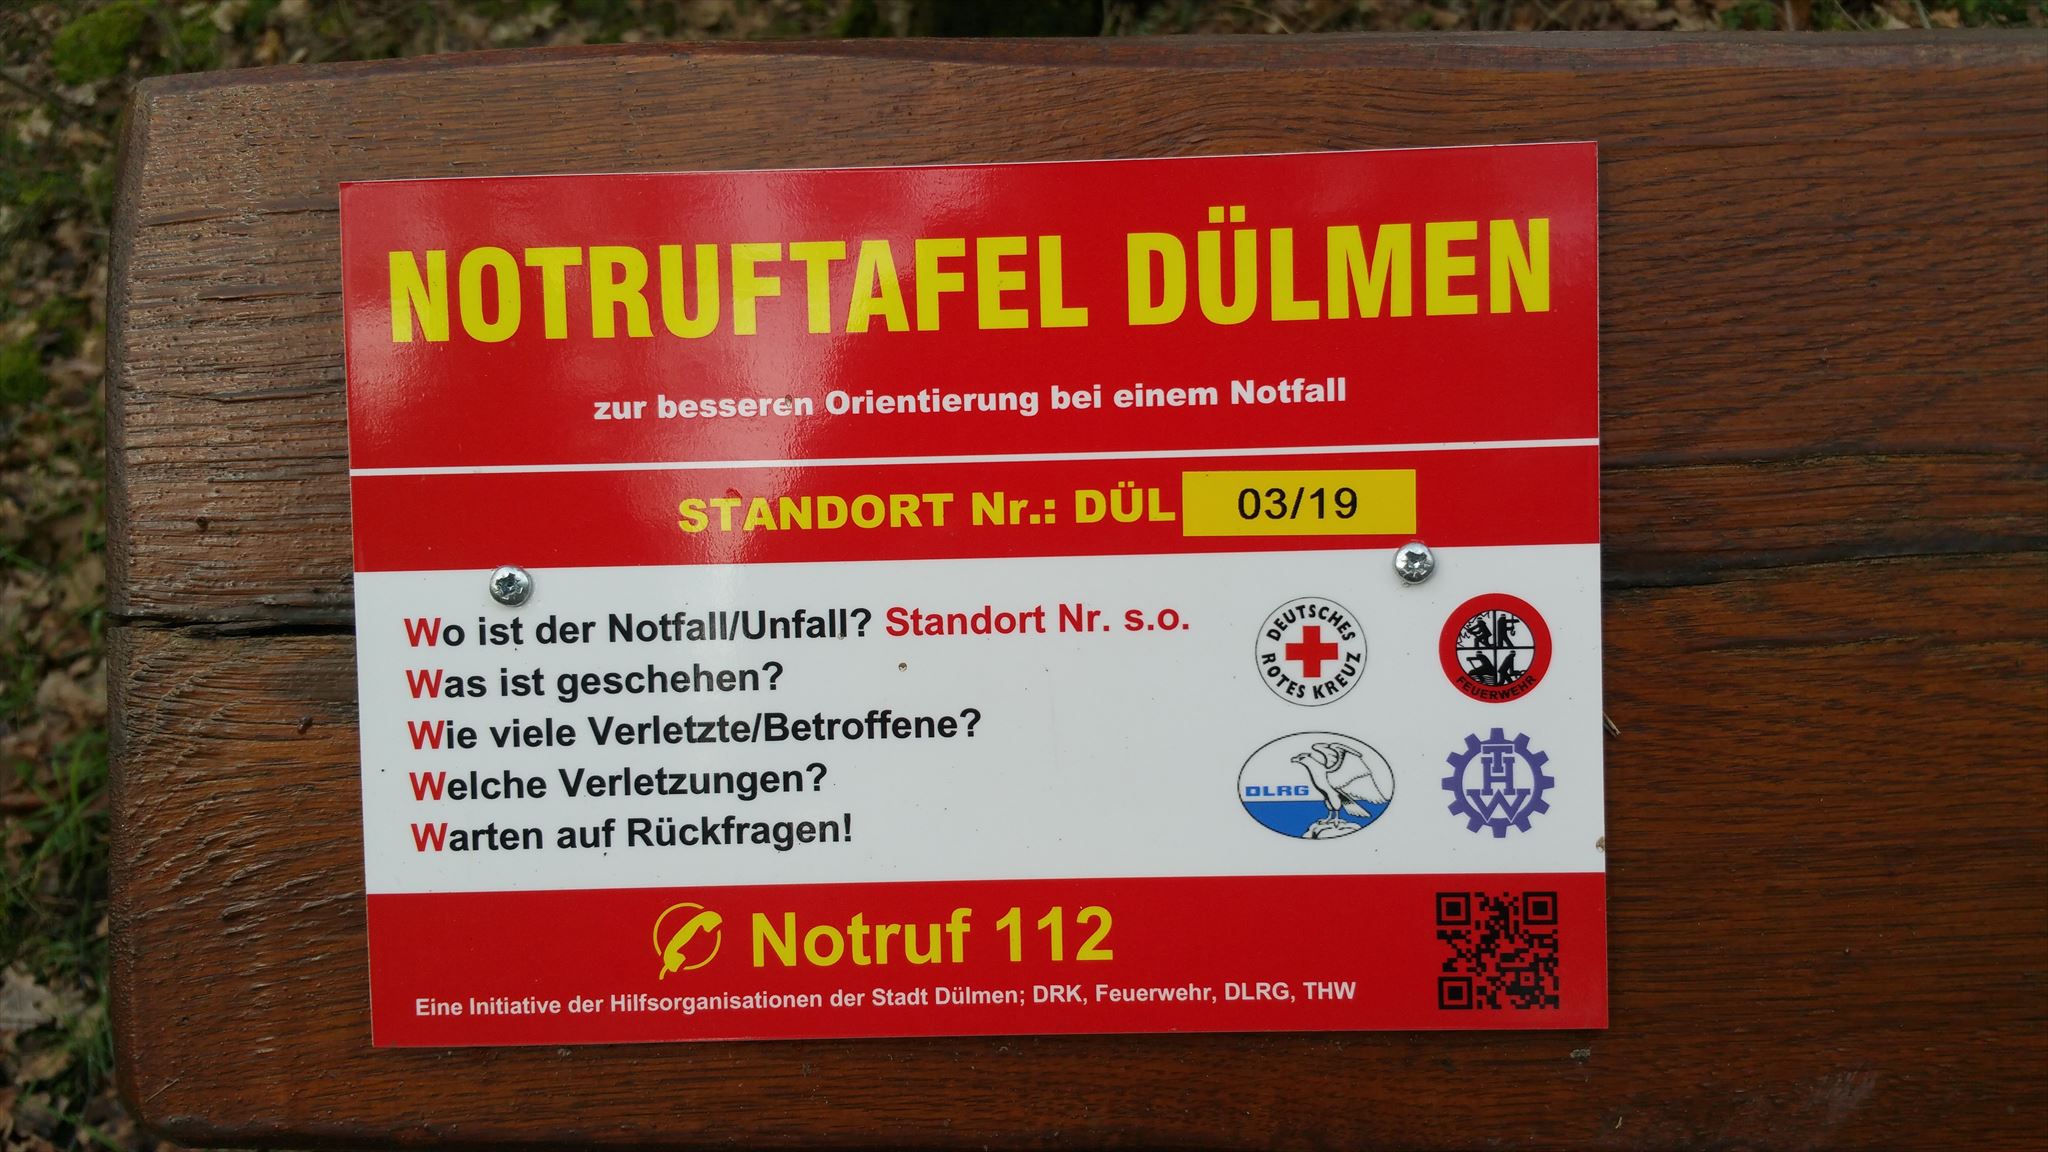 NOTRUFTAFEL DÜLMEN
zur besseren Orientierung bei einem Notfall
STANDORT Nr.: DÜL 03/19
Wo ist der Notfall/Unfall? Standort Nr. s.o.
Was ist geschehen?
Wie viele Verletzte/Betroffene?
Welche Verletzungen?
Warten auf Rückfragen!
DEUTSCHES ROTES KREUZ
FEUERWEHR
DLRG
THW
Notruf 112
Eine Initiative der Hilfsorganisationen der Stadt Dülmen; DRK, Feuerwehr, DLRG, THW